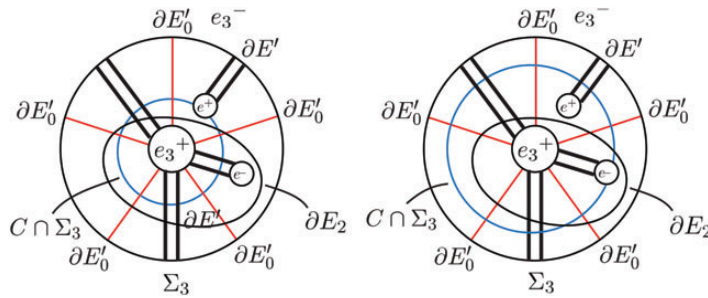 ∂E′₀ e₃⁻
∂E′
e⁺
∂E′₀ ∂E′₀
e₃⁺
e⁻
C ∩ Σ₃ ∂E′ ∂E₂
∂E′₀ ∂E′₀
Σ₃
∂E′₀ e₃⁻
∂E′
e⁺
∂E′₀ ∂E′₀
e₃⁺
e⁻
C ∩ Σ₃ ∂E₂
∂E′₀ ∂E′₀
Σ₃